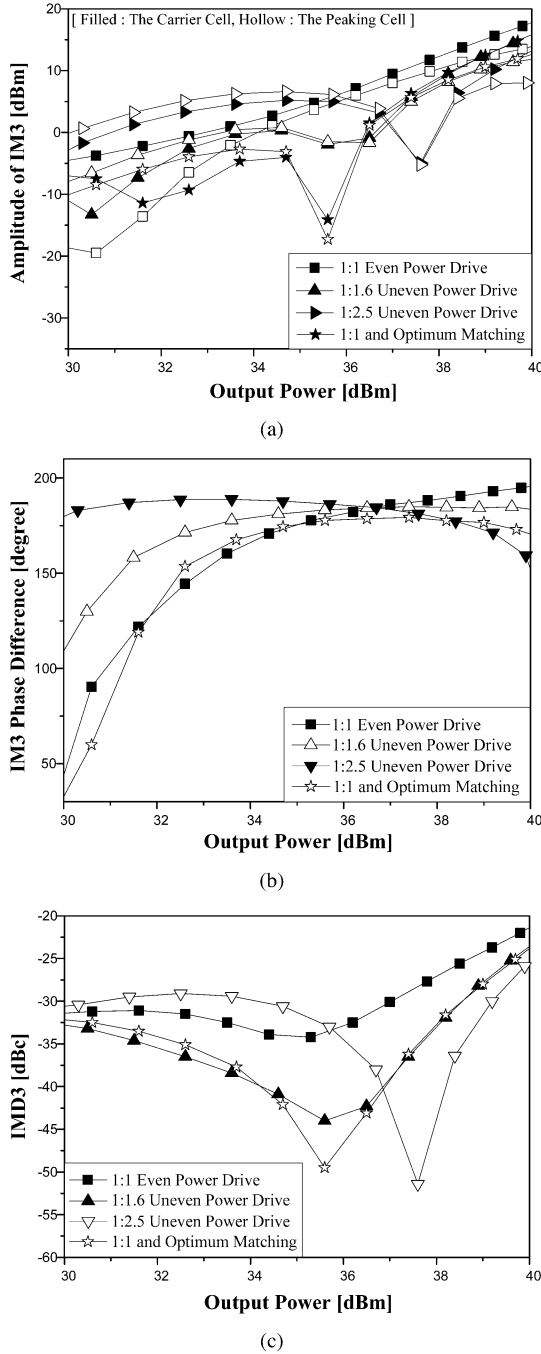 [ Filled : The Carrier Cell, Hollow : The Peaking Cell ]
20
10
0
-10
-20
-30
Amplitude of IM3 [dBm]
1:1 Even Power Drive
1:1.6 Uneven Power Drive
1:2.5 Uneven Power Drive
1:1 and Optimum Matching
30 32 34 36 38 40
Output Power [dBm]
(a)
200
150
100
50
IM3 Phase Difference [degree]
1:1 Even Power Drive
1:1.6 Uneven Power Drive
1:2.5 Uneven Power Drive
1:1 and Optimum Matching
30 32 34 36 38 40
Output Power [dBm]
(b)
-20
-25
-30
-35
-40
-45
-50
-55
-60
IMD3 [dBc]
1:1 Even Power Drive
1:1.6 Uneven Power Drive
1:2.5 Uneven Power Drive
1:1 and Optimum Matching
30 32 34 36 38 40
Output Power [dBm]
(c)